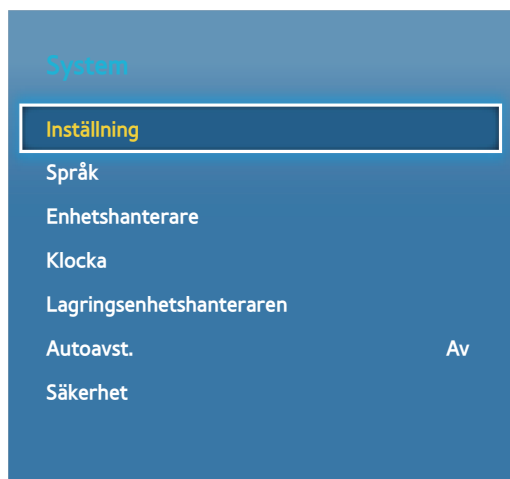 System
Inställning
Språk
Enhetshanterare
Klocka
Lagringsenhetshanteraren
Autoavst. Av
Säkerhet